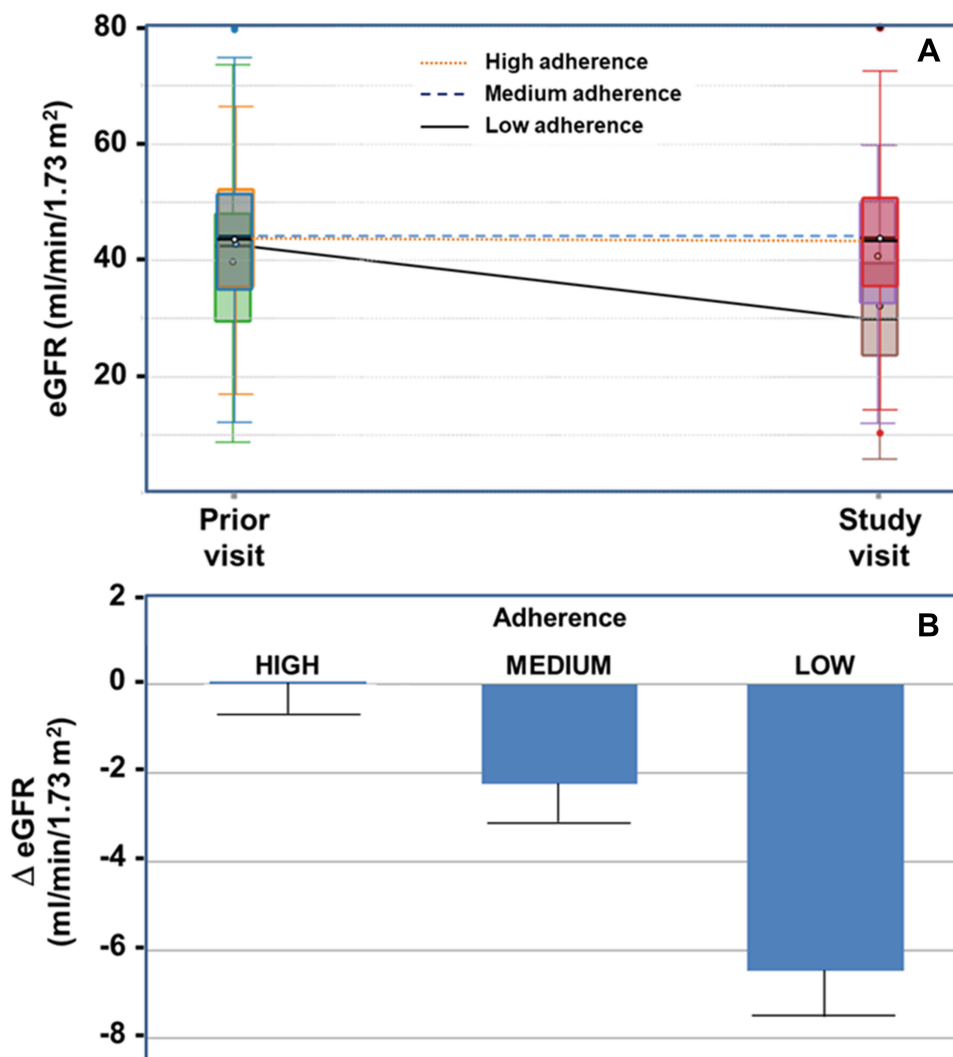 A
80
60
40
20
eGFR (ml/min/1.73 m²)
High adherence
Medium adherence
Low adherence
Prior
visit
Study
visit
B
Adherence
HIGH MEDIUM LOW
2
0
-2
-4
-6
-8
Δ eGFR
(ml/min/1.73 m²)